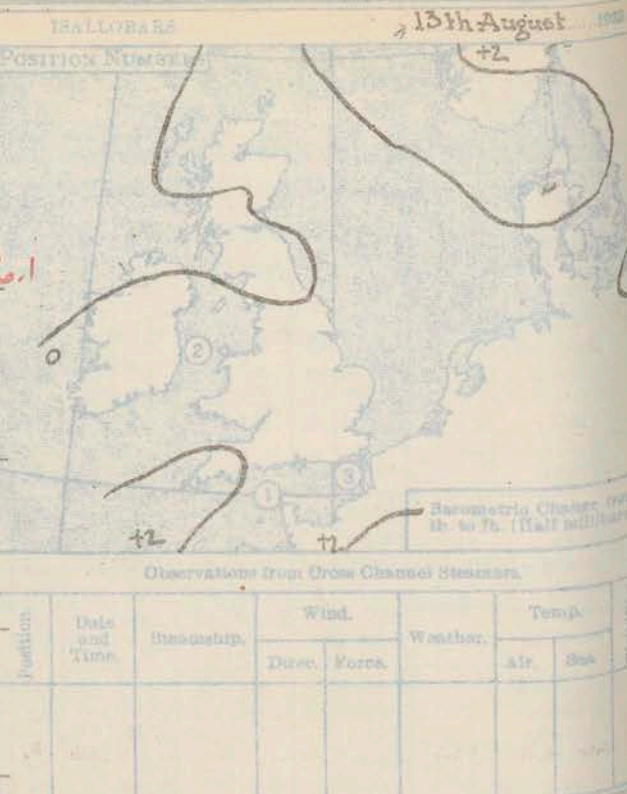 ISALLOBARS
13th August
POSITION NUMBERS
+2
0
2
1
3
+2
+2
Barometric Change
Observations from Cross Channel Steamers.
Position
Date and Time.
Steamship.
Wind.
Direc.
Force.
Weather.
Temp.
Air.
Sea